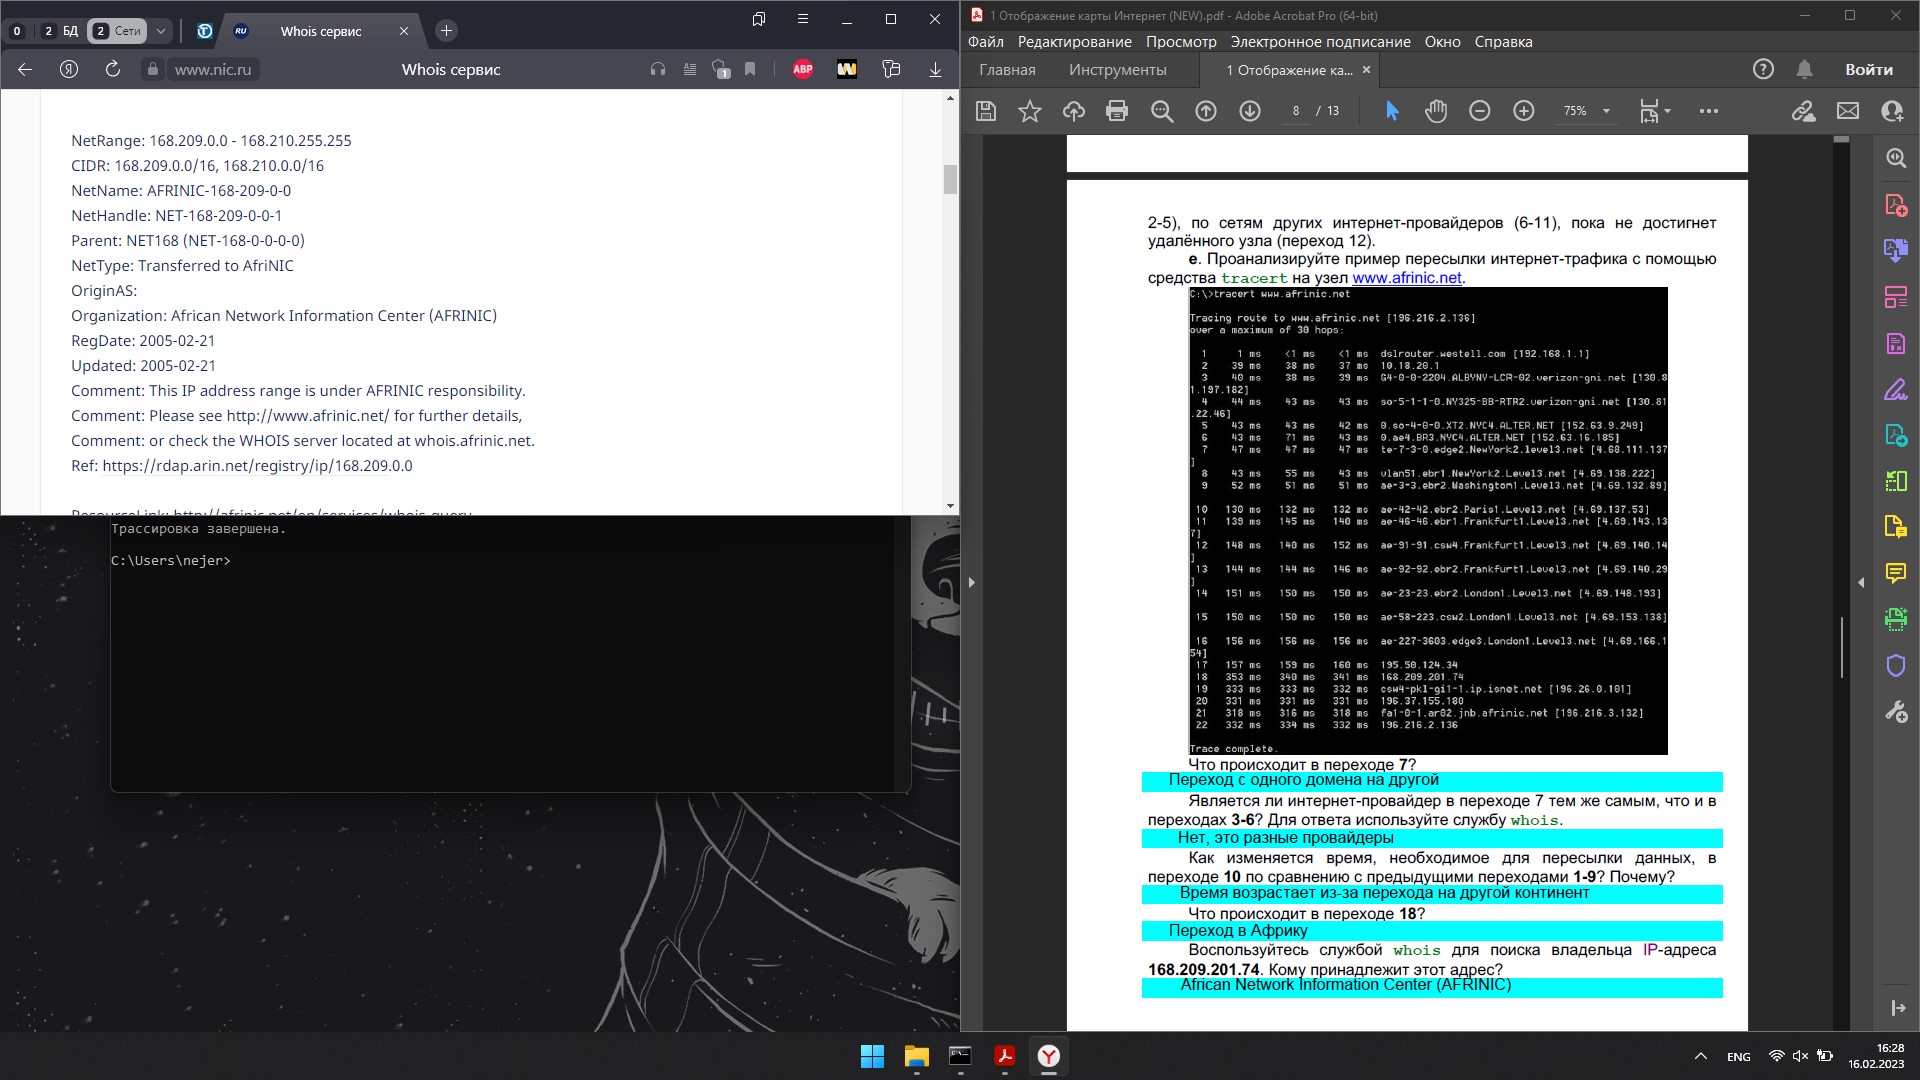 0
2 БД
2 Сети
RU
Whois сервис
www.nic.ru
Whois сервис
1
ABP
NetRange: 168.209.0.0 - 168.210.255.255
CIDR: 168.209.0.0/16, 168.210.0.0/16
NetName: AFRINIC-168-209-0-0
NetHandle: NET-168-209-0-0-1
Parent: NET168 (NET-168-0-0-0-0)
NetType: Transferred to AfriNIC
OriginAS:
Organization: African Network Information Center (AFRINIC)
RegDate: 2005-02-21
Updated: 2005-02-21
Comment: This IP address range is under AFRINIC responsibility.
Comment: Please see http://www.afrinic.net/ for further details,
Comment: or check the WHOIS server located at whois.afrinic.net.
Ref: https://rdap.arin.net/registry/ip/168.209.0.0
ResourceLink: http://afrinic.net/en/services/whois-query
Трассировка завершена.
C:\Users\nejer>
1 Отображение карты Интернет (NEW).pdf - Adobe Acrobat Pro (64-bit)
Файл Редактирование Просмотр Электронное подписание Окно Справка
Главная Инструменты 1 Отображение ка... Войти
8 / 13 75%
2-5), по сетям других интернет-провайдеров (6-11), пока не достигнет
удалённого узла (переход 12).
е. Проанализируйте пример пересылки интернет-трафика с помощью
средства tracert на узел www.afrinic.net.
C:\>tracert www.afrinic.net
Tracing route to www.afrinic.net [196.216.2.136]
over a maximum of 30 hops:
1 1 ms <1 ms <1 ms dslrouter.westell.com [192.168.1.1]
2 39 ms 38 ms 37 ms 10.18.20.1
3 40 ms 38 ms 39 ms G4-0-0-2204.ALBYNY-LCR-02.verizon-gni.net [130.8
1.197.182]
4 44 ms 43 ms 43 ms so-5-1-1-0.NY325-BB-RTR2.verizon-gni.net [130.81
.22.46]
5 43 ms 43 ms 42 ms 0.so-4-0-0.XT2.NYC4.ALTER.NET [152.63.9.249]
6 43 ms 71 ms 43 ms 0.ae4.BR3.NYC4.ALTER.NET [152.63.16.185]
7 47 ms 47 ms 47 ms te-7-3-0.edge2.NewYork2.level3.net [4.68.111.137
]
8 43 ms 55 ms 43 ms vlan51.ebr1.NewYork2.Level3.net [4.69.138.222]
9 52 ms 51 ms 51 ms ae-3-3.ebr2.Washington1.Level3.net [4.69.132.89]
10 130 ms 132 ms 132 ms ae-42-42.ebr2.Paris1.Level3.net [4.69.137.53]
11 139 ms 145 ms 140 ms ae-46-46.ebr1.Frankfurt1.Level3.net [4.69.143.13
7]
12 148 ms 140 ms 152 ms ae-91-91.csw4.Frankfurt1.Level3.net [4.69.140.14
]
13 144 ms 144 ms 146 ms ae-92-92.ebr2.Frankfurt1.Level3.net [4.69.140.29
]
14 151 ms 150 ms 150 ms ae-23-23.ebr2.London1.Level3.net [4.69.148.193]
15 150 ms 150 ms 150 ms ae-58-223.csw2.London1.Level3.net [4.69.153.138]
16 156 ms 156 ms 156 ms ae-227-3603.edge3.London1.Level3.net [4.69.166.1
54]
17 157 ms 159 ms 160 ms 195.50.124.34
18 353 ms 340 ms 341 ms 168.209.201.74
19 333 ms 333 ms 332 ms csw4-pkl-gi1-1.ip.isnet.net [196.26.0.101]
20 331 ms 331 ms 331 ms 196.37.155.180
21 318 ms 316 ms 318 ms fa1-0-1.ar02.jnb.afrinic.net [196.216.3.132]
22 332 ms 334 ms 332 ms 196.216.2.136
Trace complete.
Что происходит в переходе 7?
Переход с одного домена на другой
Является ли интернет-провайдер в переходе 7 тем же самым, что и в
переходах 3-6? Для ответа используйте службу whois.
Нет, это разные провайдеры
Как изменяется время, необходимое для пересылки данных, в
переходе 10 по сравнению с предыдущими переходами 1-9? Почему?
Время возрастает из-за перехода на другой континент
Что происходит в переходе 18?
Переход в Африку
Воспользуйтесь службой whois для поиска владельца IP-адреса
168.209.201.74. Кому принадлежит этот адрес?
African Network Information Center (AFRINIC)
ENG
16:28
16.02.2023